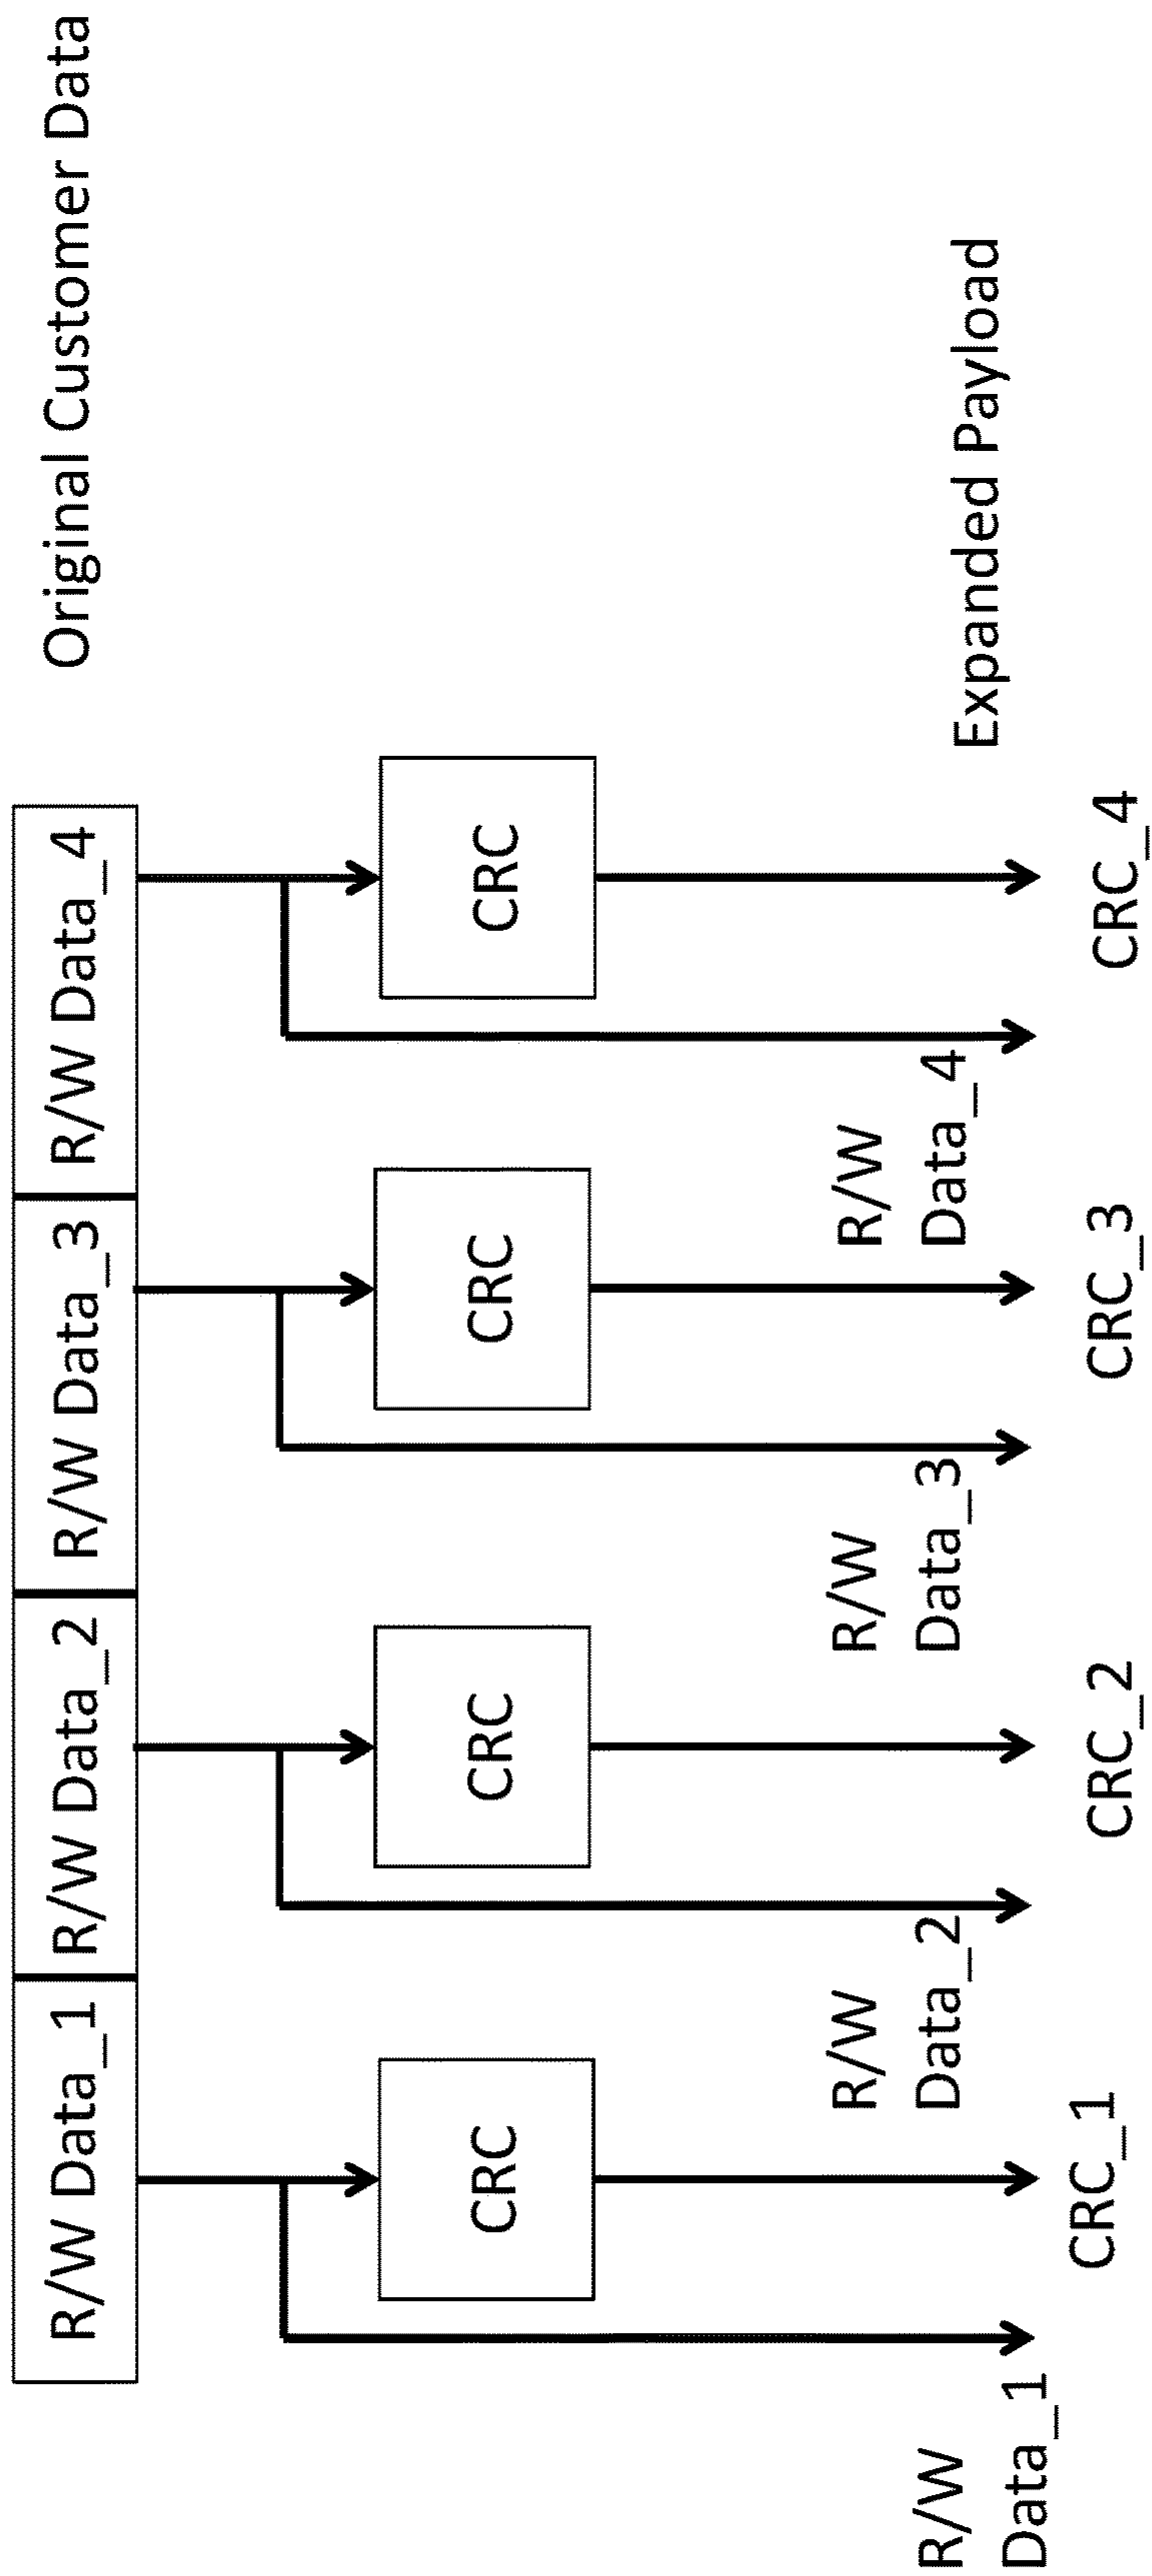 R/W Data_1
R/W Data_2
R/W Data_3
R/W Data_4
Original Customer Data
CRC
CRC
CRC
CRC
R/W
Data_1
R/W
Data_2
R/W
Data_3
R/W
Data_4
Expanded Payload
CRC_1
CRC_2
CRC_3
CRC_4